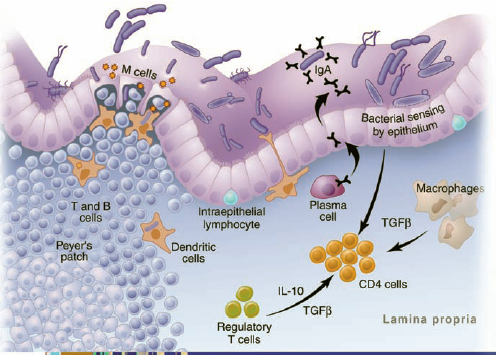 M cells
IgA
Bacterial sensing
by epithelium
T and B
cells
Peyer's
patch
Intraepithelial
lymphocyte
Dendritic
cells
Plasma
cell
Macrophages
TGFβ
CD4 cells
IL-10
TGFβ
Regulatory
T cells
Lamina propria